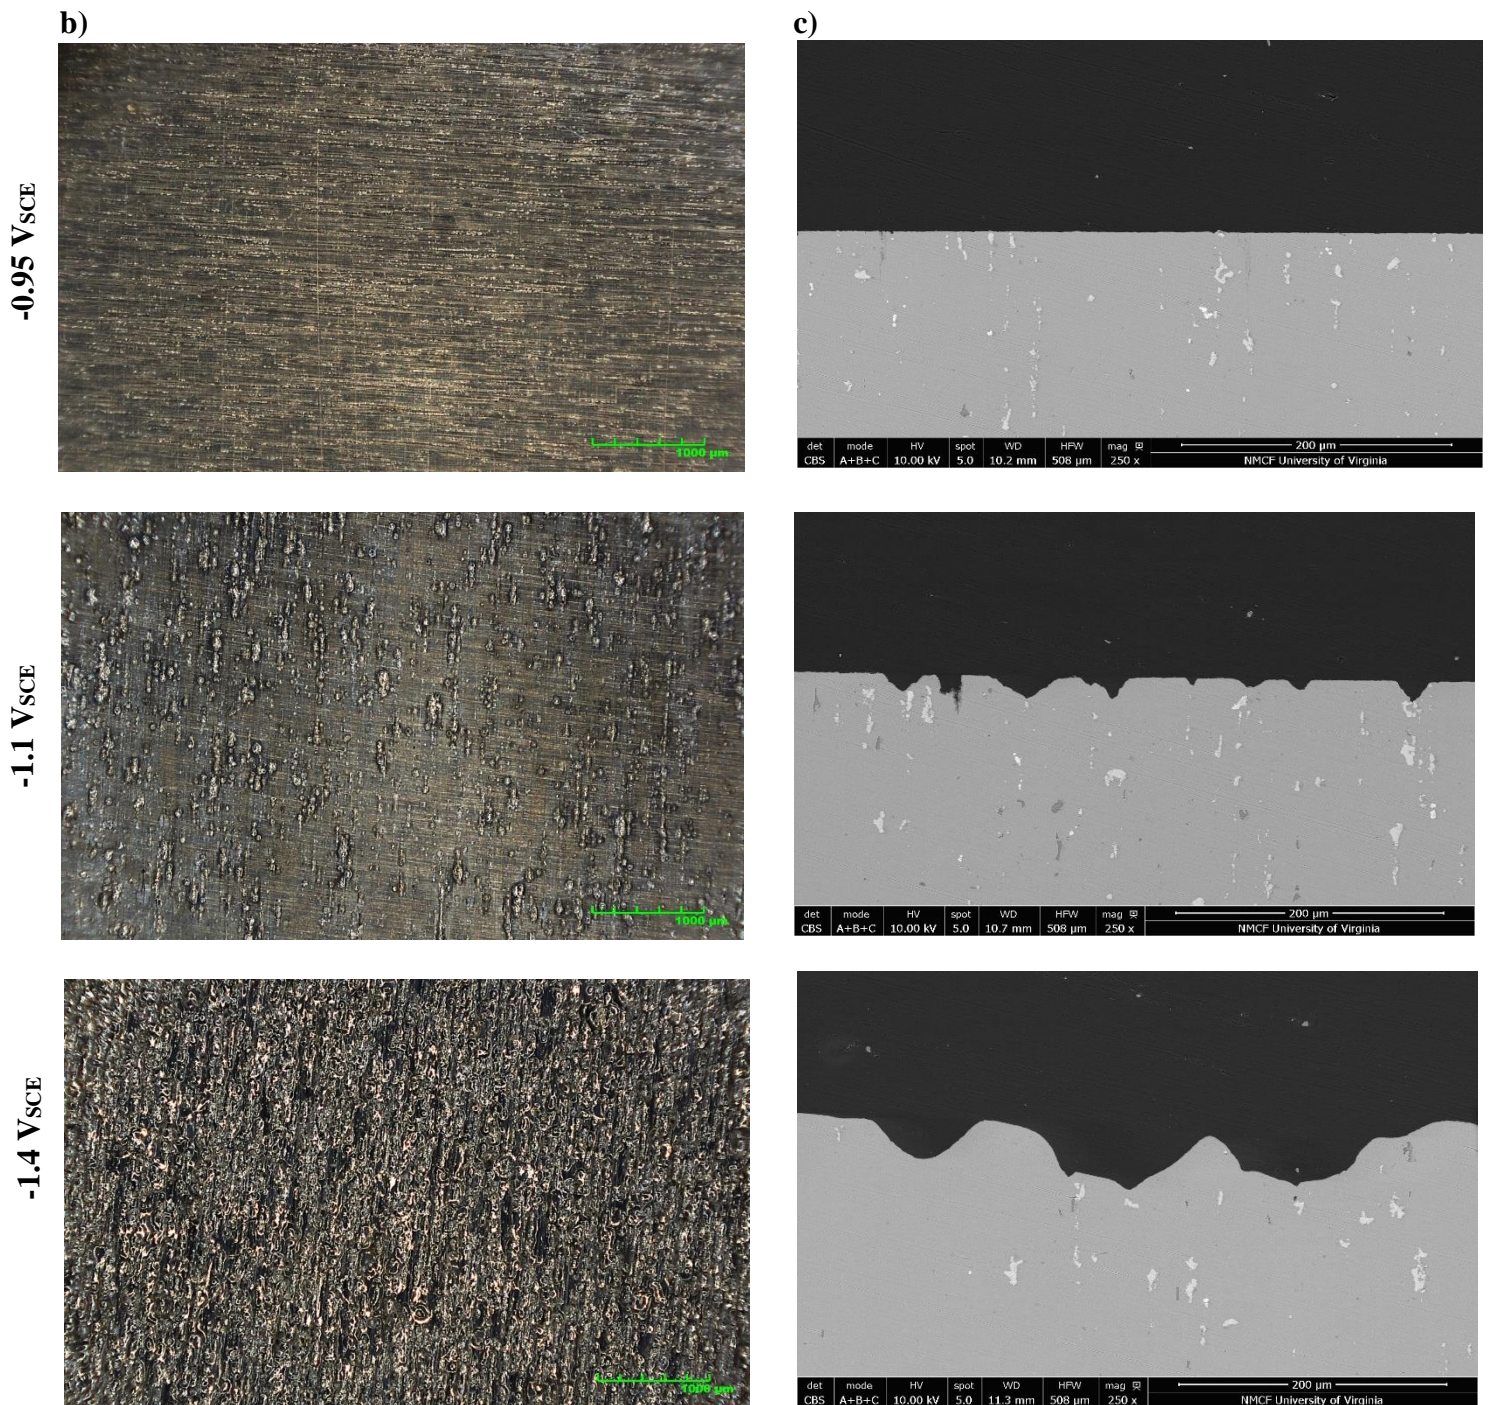 b)
c)
-0.95 VSCE
1000 µm
det mode HV spot WD HFW mag 200 µm
CBS A+B+C 10.00 kV 5.0 10.2 mm 508 µm 250 x NMCF University of Virginia
-1.1 VSCE
1000 µm
det mode HV spot WD HFW mag 200 µm
CBS A+B+C 10.00 kV 5.0 10.7 mm 508 µm 250 x NMCF University of Virginia
-1.4 VSCE
1000 µm
det mode HV spot WD HFW mag 200 µm
CBS A+B+C 10.00 kV 5.0 11.3 mm 508 µm 250 x NMCF University of Virginia